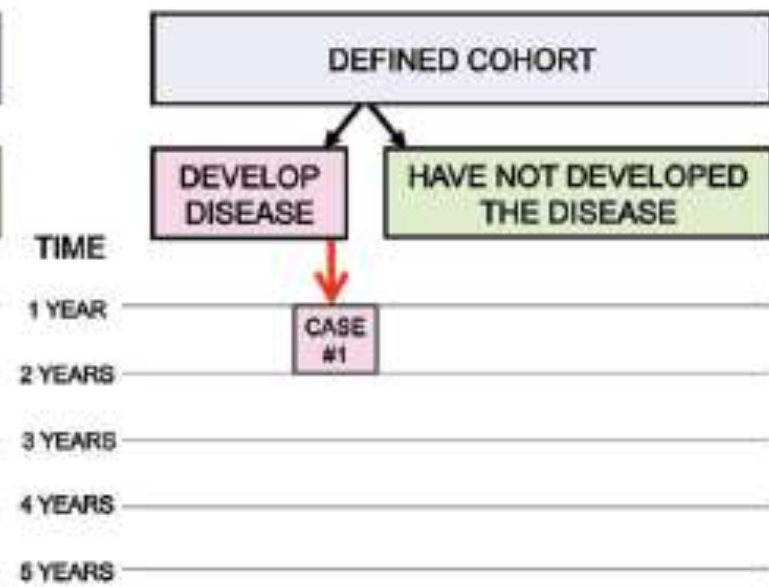 DEFINED COHORT
DEVELOP
DISEASE
HAVE NOT DEVELOPED
THE DISEASE
TIME
1 YEAR
CASE
#1
2 YEARS
3 YEARS
4 YEARS
5 YEARS